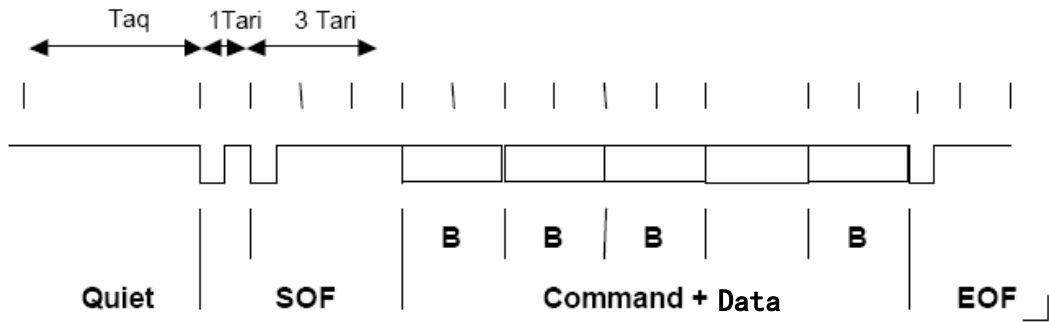 Taq 1Tari 3 Tari
B B B B
Quiet SOF Command + Data EOF